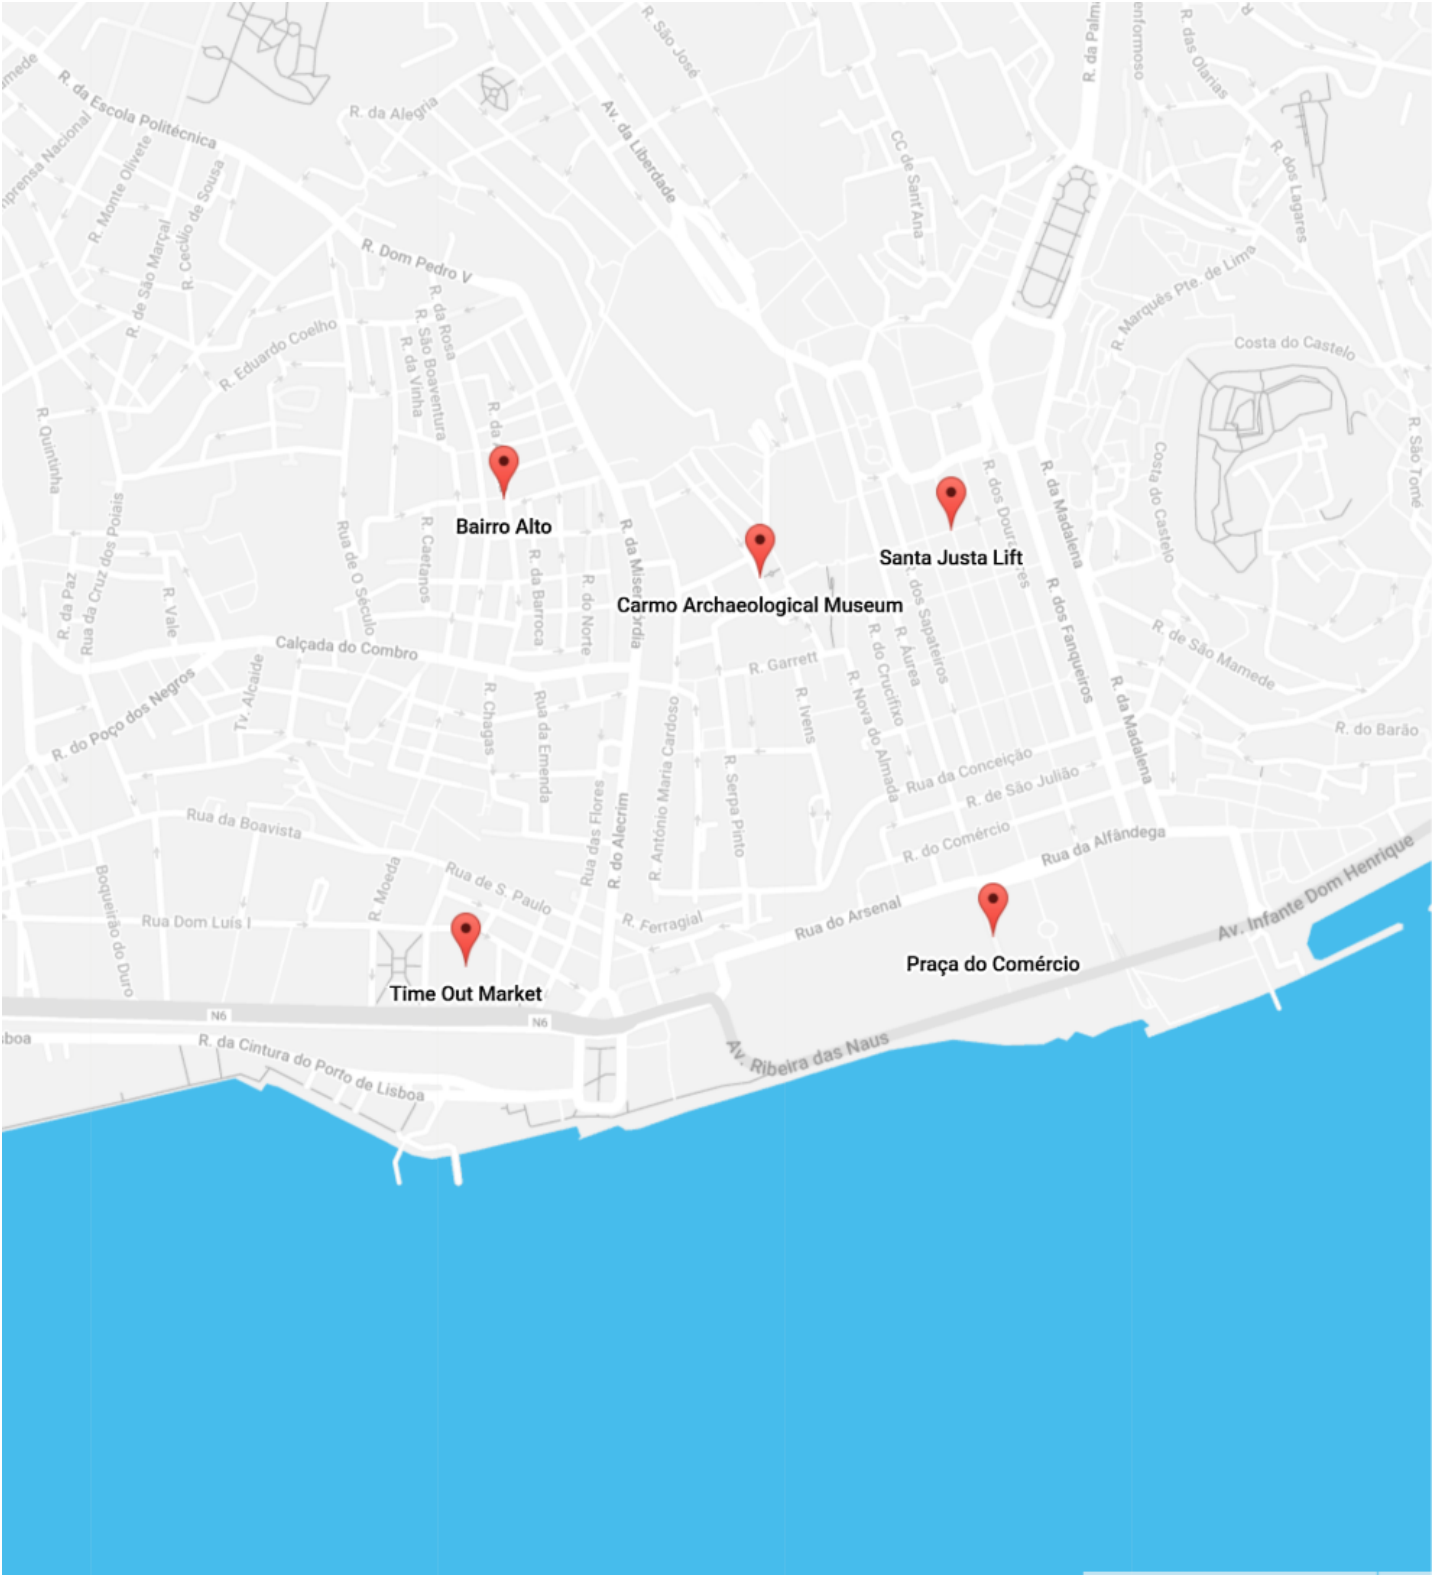 R. São José
R. da Palm
enformoso
R. das Olarias
R. da Escola Politécnica
R. da Alegria
Av. da Liberdade
CC de Sant'Ana
R. dos Lagares
R. Monte Olivete
R. Cecílio de Sousa
R. de São Marçal
R. Dom Pedro V
R. Marquês Pte. de Lima
R. Eduardo Coelho
R. da Rosa
R. São Boaventura
R. da Vinha
Costa do Castelo
R. Quintinha
R. São Tomé
Costa do Castelo
Bairro Alto
Santa Justa Lift
Carmo Archaeological Museum
R. da Madalena
R. dos Fanqueiros
R. da Paz
Rua da Cruz dos Poiais
R. Vale
Rua de O Século
R. Caetanos
R. da Barroca
R. do Norte
R. dos Sapateiros
R. Áurea
R. do Crucifixo
R. Nova do Almada
R. Garrett
R. Ivens
Calçada do Combro
R. de São Mamede
R. do Poço dos Negros
Tv. Alcaide
R. Chagas
Rua da Emenda
R. António Maria Cardoso
R. Serpa Pinto
R. da Madalena
R. do Barão
Rua da Conceição
R. de São Julião
R. do Comércio
Rua da Alfândega
Rua da Boavista
Rua das Flores
R. do Alecrim
Boqueirão do Duro
R. Moeda
Rua de S. Paulo
Rua Dom Luis I
R. Ferragial
Rua do Arsenal
Av. Infante Dom Henrique
Time Out Market
Praça do Comércio
N6
N6
sboa
R. da Cintura do Porto de Lisboa
Av. Ribeira das Naus